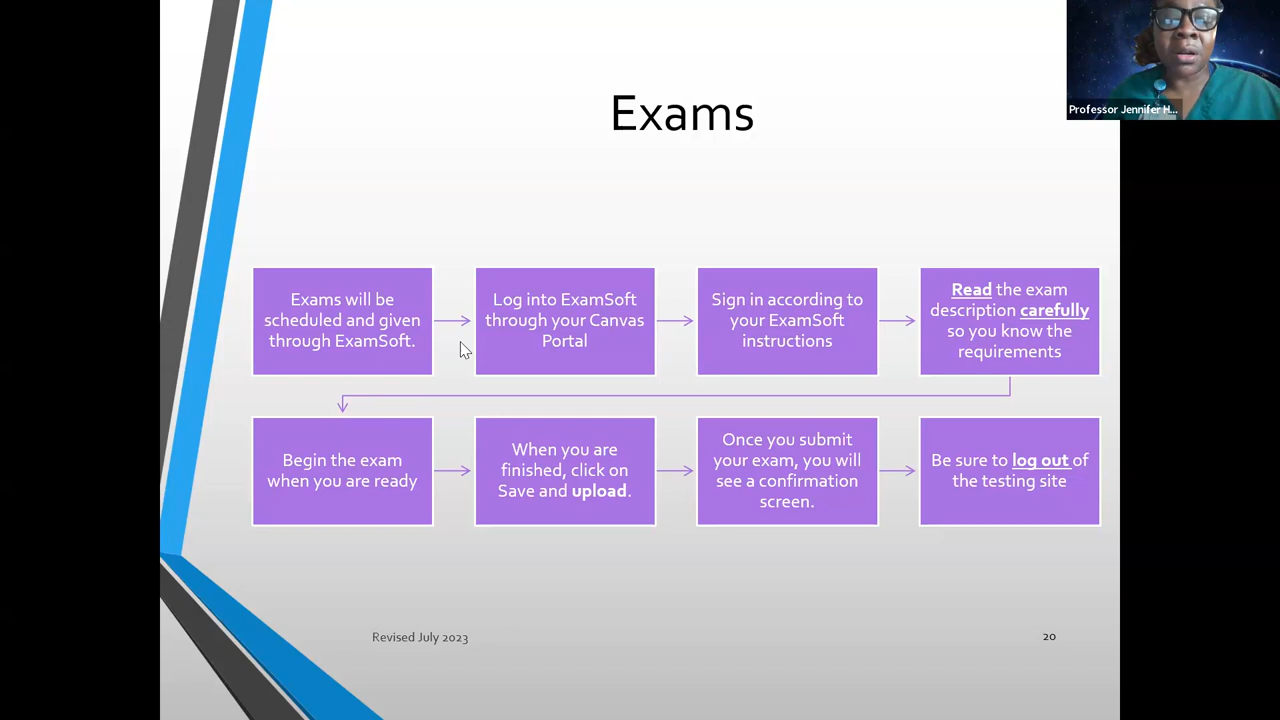 Exams
Professor Jennifer H...
Exams will be
scheduled and given
through ExamSoft.
Log into ExamSoft
through your Canvas
Portal
Sign in according to
your ExamSoft
instructions
Read the exam
description carefully
so you know the
requirements
Begin the exam
when you are ready
When you are
finished, click on
Save and upload.
Once you submit
your exam, you will
see a confirmation
screen.
Be sure to log out of
the testing site
Revised July 2023
20